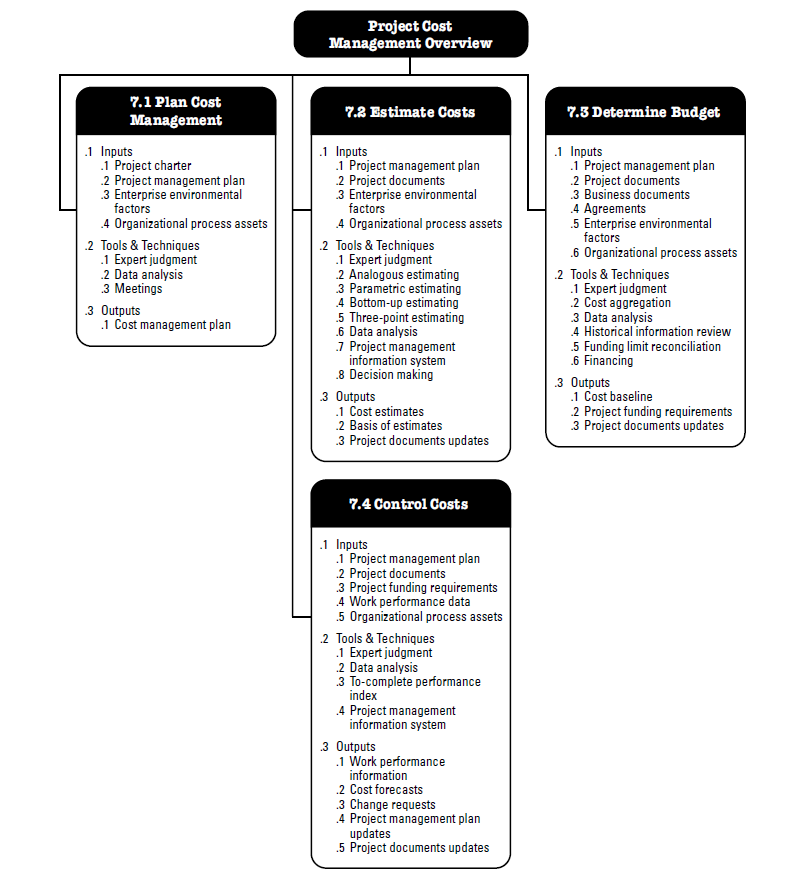 Project Cost
Management Overview
7.1 Plan Cost
Management
.1 Inputs
.1 Project charter
.2 Project management plan
.3 Enterprise environmental
factors
.4 Organizational process assets
.2 Tools & Techniques
.1 Expert judgment
.2 Data analysis
.3 Meetings
.3 Outputs
.1 Cost management plan
7.2 Estimate Costs
.1 Inputs
.1 Project management plan
.2 Project documents
.3 Enterprise environmental
factors
.4 Organizational process assets
.2 Tools & Techniques
.1 Expert judgment
.2 Analogous estimating
.3 Parametric estimating
.4 Bottom-up estimating
.5 Three-point estimating
.6 Data analysis
.7 Project management
information system
.8 Decision making
.3 Outputs
.1 Cost estimates
.2 Basis of estimates
.3 Project documents updates
7.3 Determine Budget
.1 Inputs
.1 Project management plan
.2 Project documents
.3 Business documents
.4 Agreements
.5 Enterprise environmental
factors
.6 Organizational process assets
.2 Tools & Techniques
.1 Expert judgment
.2 Cost aggregation
.3 Data analysis
.4 Historical information review
.5 Funding limit reconciliation
.6 Financing
.3 Outputs
.1 Cost baseline
.2 Project funding requirements
.3 Project documents updates
7.4 Control Costs
.1 Inputs
.1 Project management plan
.2 Project documents
.3 Project funding requirements
.4 Work performance data
.5 Organizational process assets
.2 Tools & Techniques
.1 Expert judgment
.2 Data analysis
.3 To-complete performance
index
.4 Project management
information system
.3 Outputs
.1 Work performance
information
.2 Cost forecasts
.3 Change requests
.4 Project management plan
updates
.5 Project documents updates